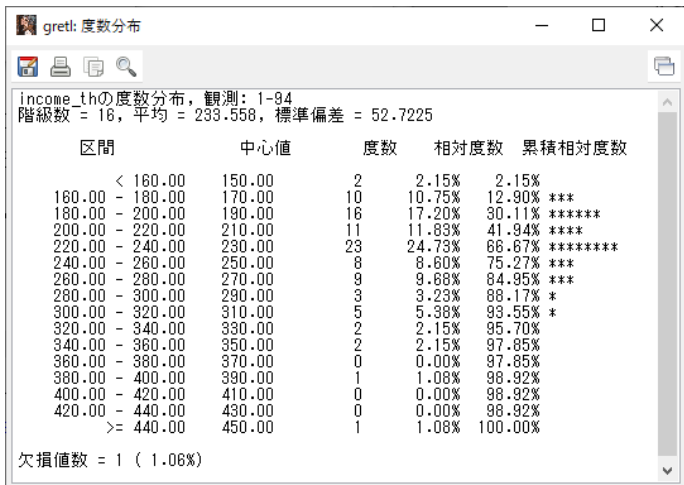 gretl: 度数分布
income_thの度数分布, 観測: 1-94
階級数 = 16, 平均 = 233.558, 標準偏差 = 52.7225
区間 中心値 度数 相対度数 累積相対度数
< 160.00 150.00 2 2.15% 2.15%
160.00 - 180.00 170.00 10 10.75% 12.90% ***
180.00 - 200.00 190.00 16 17.20% 30.11% ******
200.00 - 220.00 210.00 11 11.83% 41.94% ****
220.00 - 240.00 230.00 23 24.73% 66.67% ********
240.00 - 260.00 250.00 8 8.60% 75.27% ***
260.00 - 280.00 270.00 9 9.68% 84.95% ***
280.00 - 300.00 290.00 3 3.23% 88.17% *
300.00 - 320.00 310.00 5 5.38% 93.55% *
320.00 - 340.00 330.00 2 2.15% 95.70%
340.00 - 360.00 350.00 2 2.15% 97.85%
360.00 - 380.00 370.00 0 0.00% 97.85%
380.00 - 400.00 390.00 1 1.08% 98.92%
400.00 - 420.00 410.00 0 0.00% 98.92%
420.00 - 440.00 430.00 0 0.00% 98.92%
>= 440.00 450.00 1 1.08% 100.00%
欠損値数 = 1 ( 1.06%)